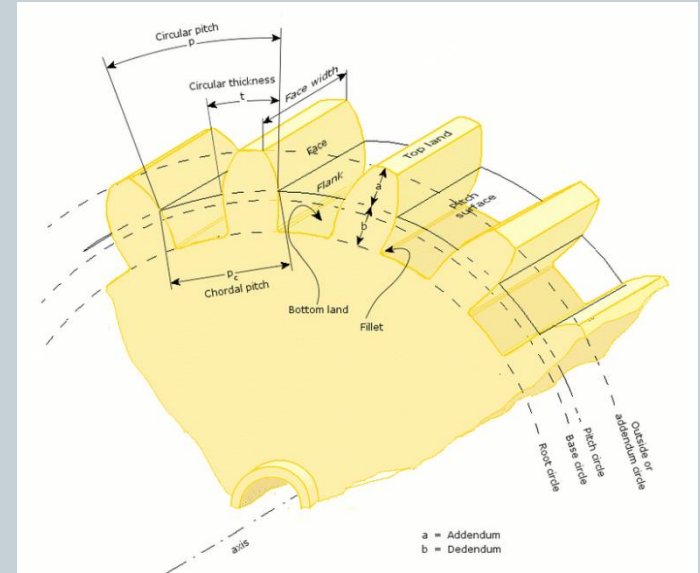 Circular pitch
p
Circular thickness
t
Face width
Face
Top land
Flank
a
Pitch
surface
b
pc
Chordal pitch
Bottom land
Fillet
Outside or
addendum circle
Pitch circle
Base circle
Root circle
a = Addendum
b = Dedendum
axis